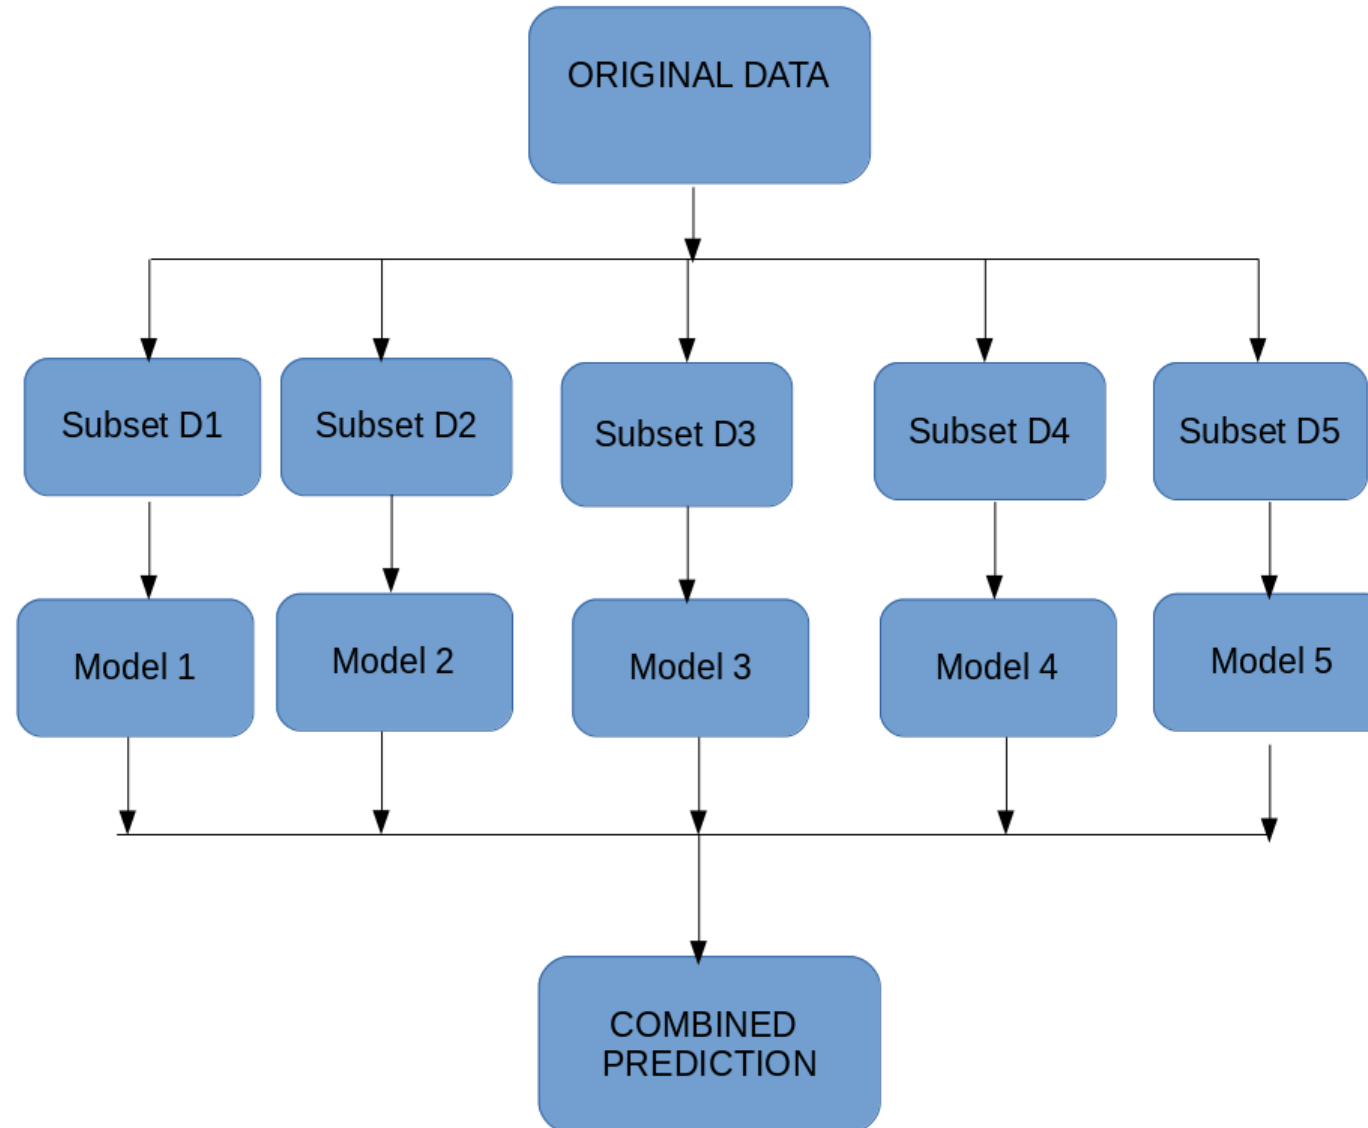 ORIGINAL DATA
Subset D1
Subset D2
Subset D3
Subset D4
Subset D5
Model 1
Model 2
Model 3
Model 4
Model 5
COMBINED
PREDICTION